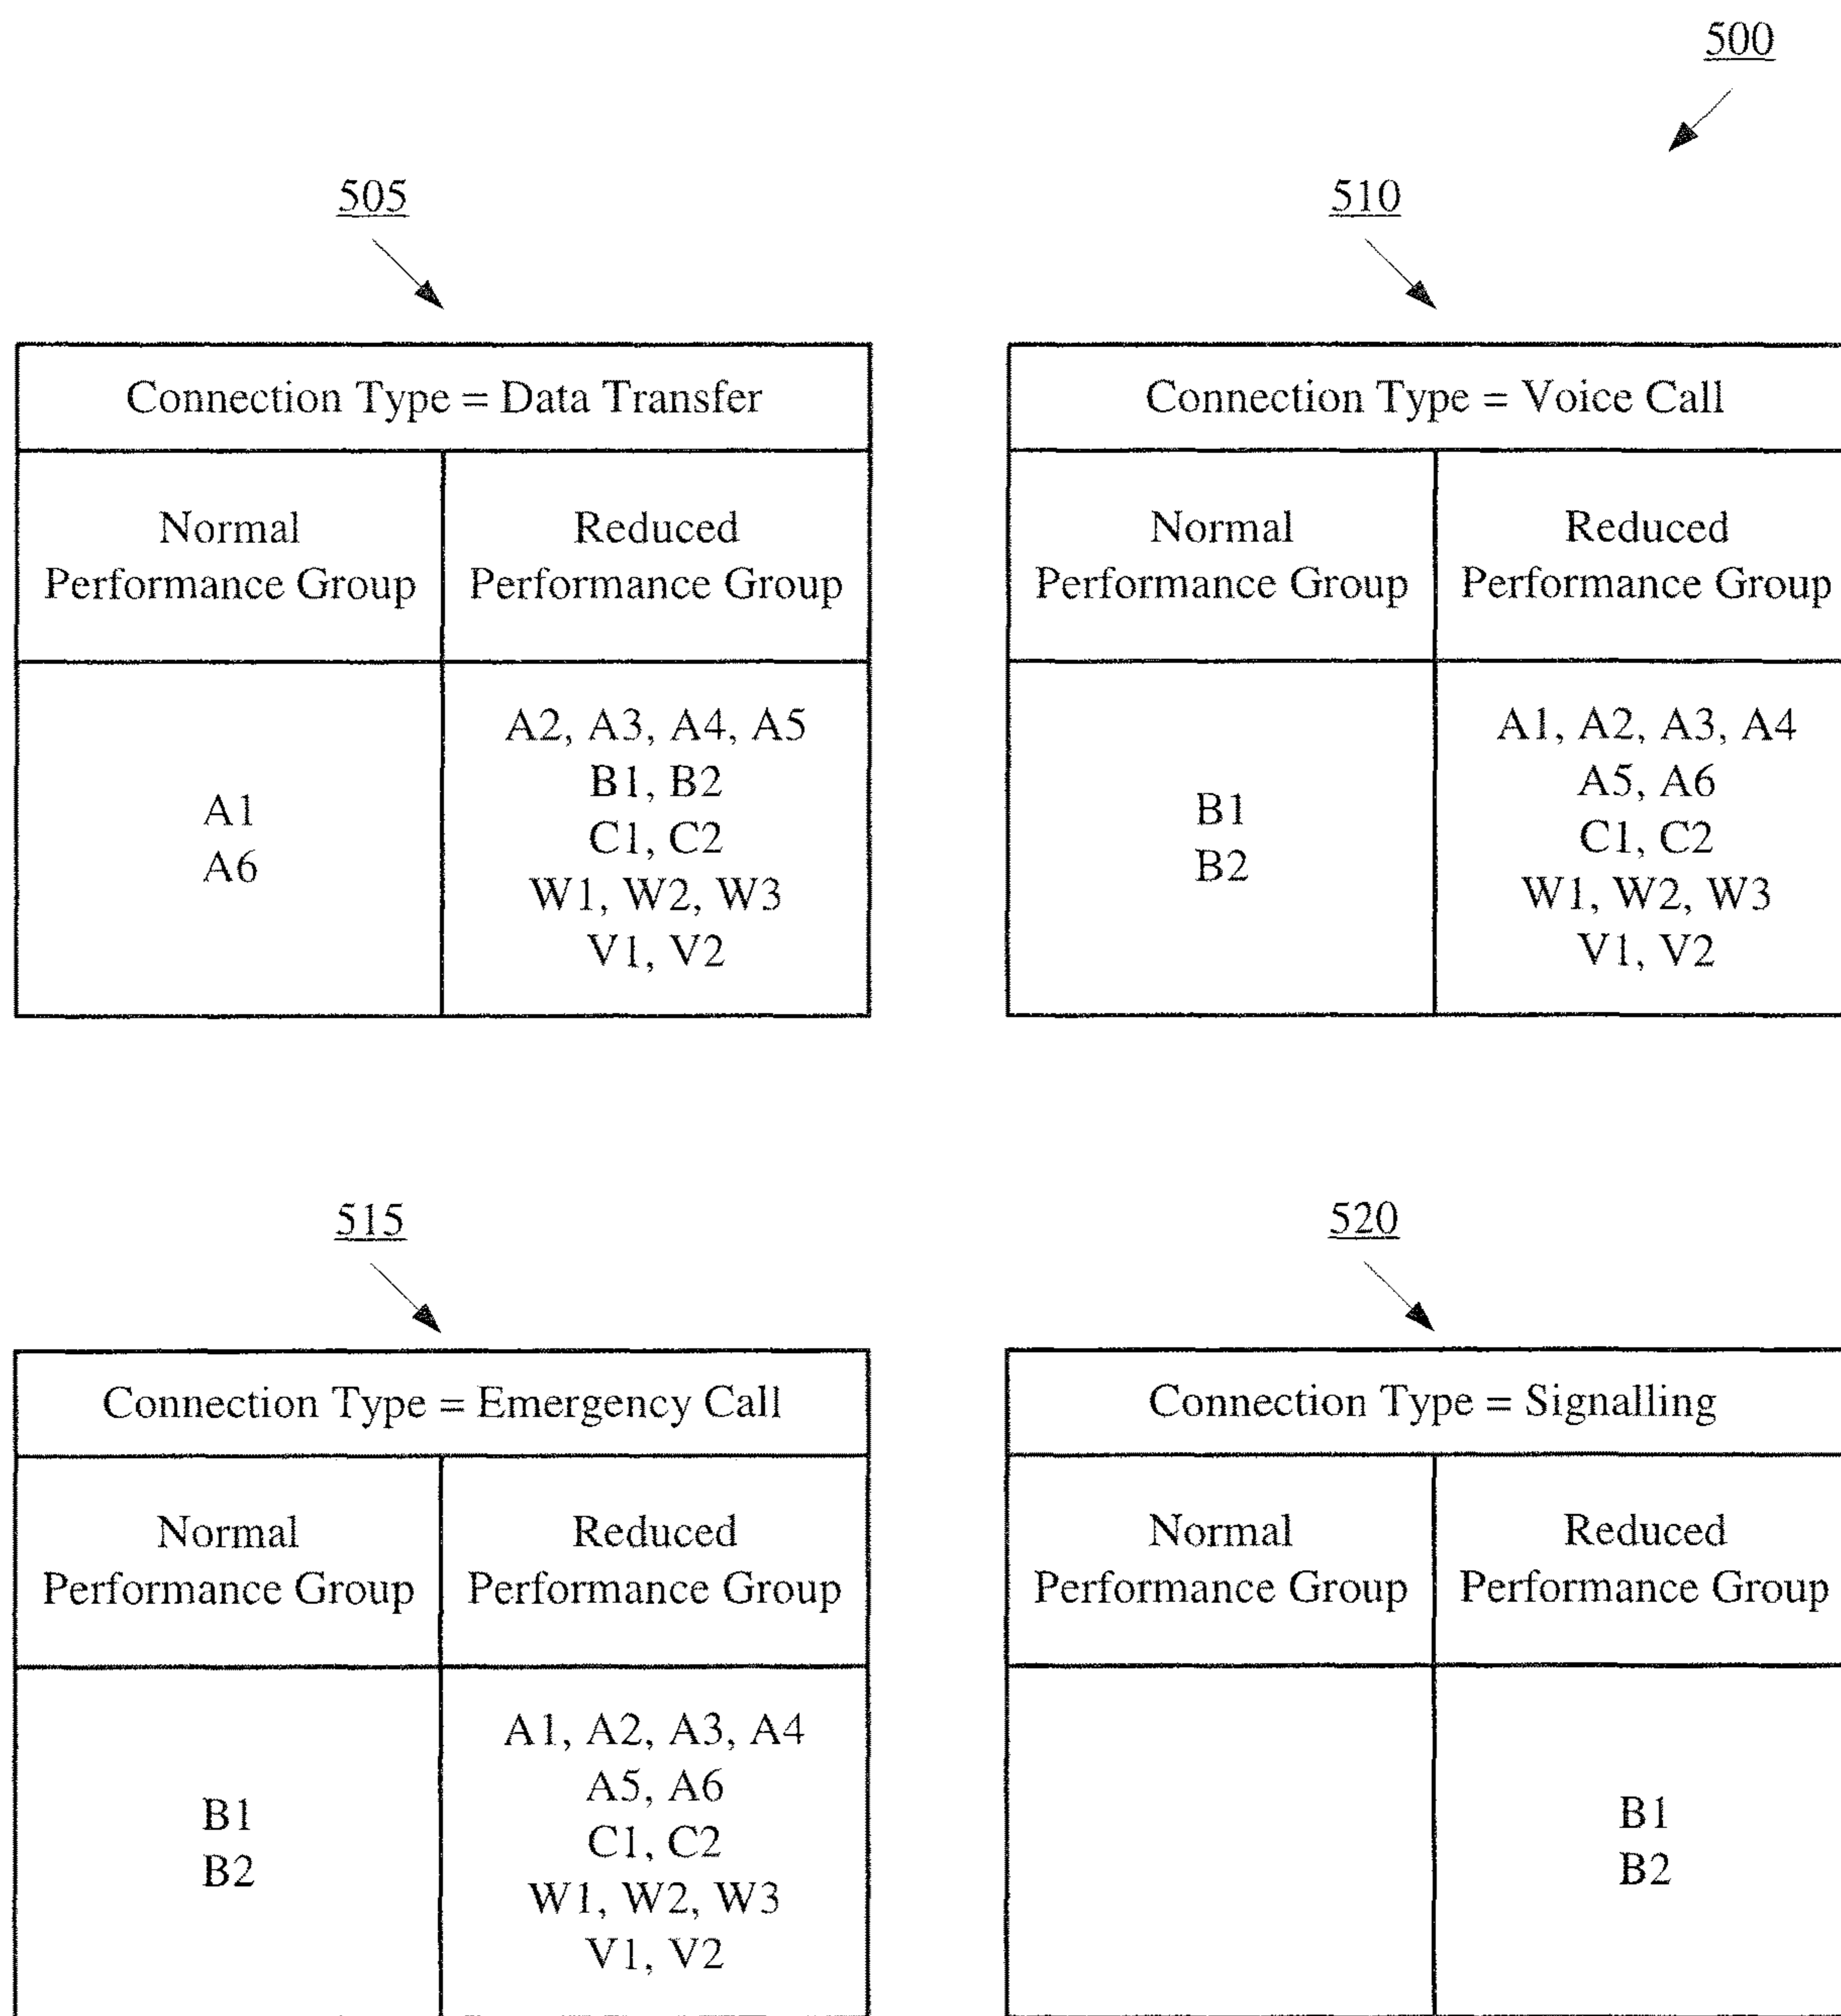 500
505
510
Connection Type = Data Transfer
Normal
Performance Group
Reduced
Performance Group
A1
A6
A2, A3, A4, A5
B1, B2
C1, C2
W1, W2, W3
V1, V2
Connection Type = Voice Call
Normal
Performance Group
Reduced
Performance Group
B1
B2
A1, A2, A3, A4
A5, A6
C1, C2
W1, W2, W3
V1, V2
515
520
Connection Type = Emergency Call
Normal
Performance Group
Reduced
Performance Group
B1
B2
A1, A2, A3, A4
A5, A6
C1, C2
W1, W2, W3
V1, V2
Connection Type = Signalling
Normal
Performance Group
Reduced
Performance Group
B1
B2